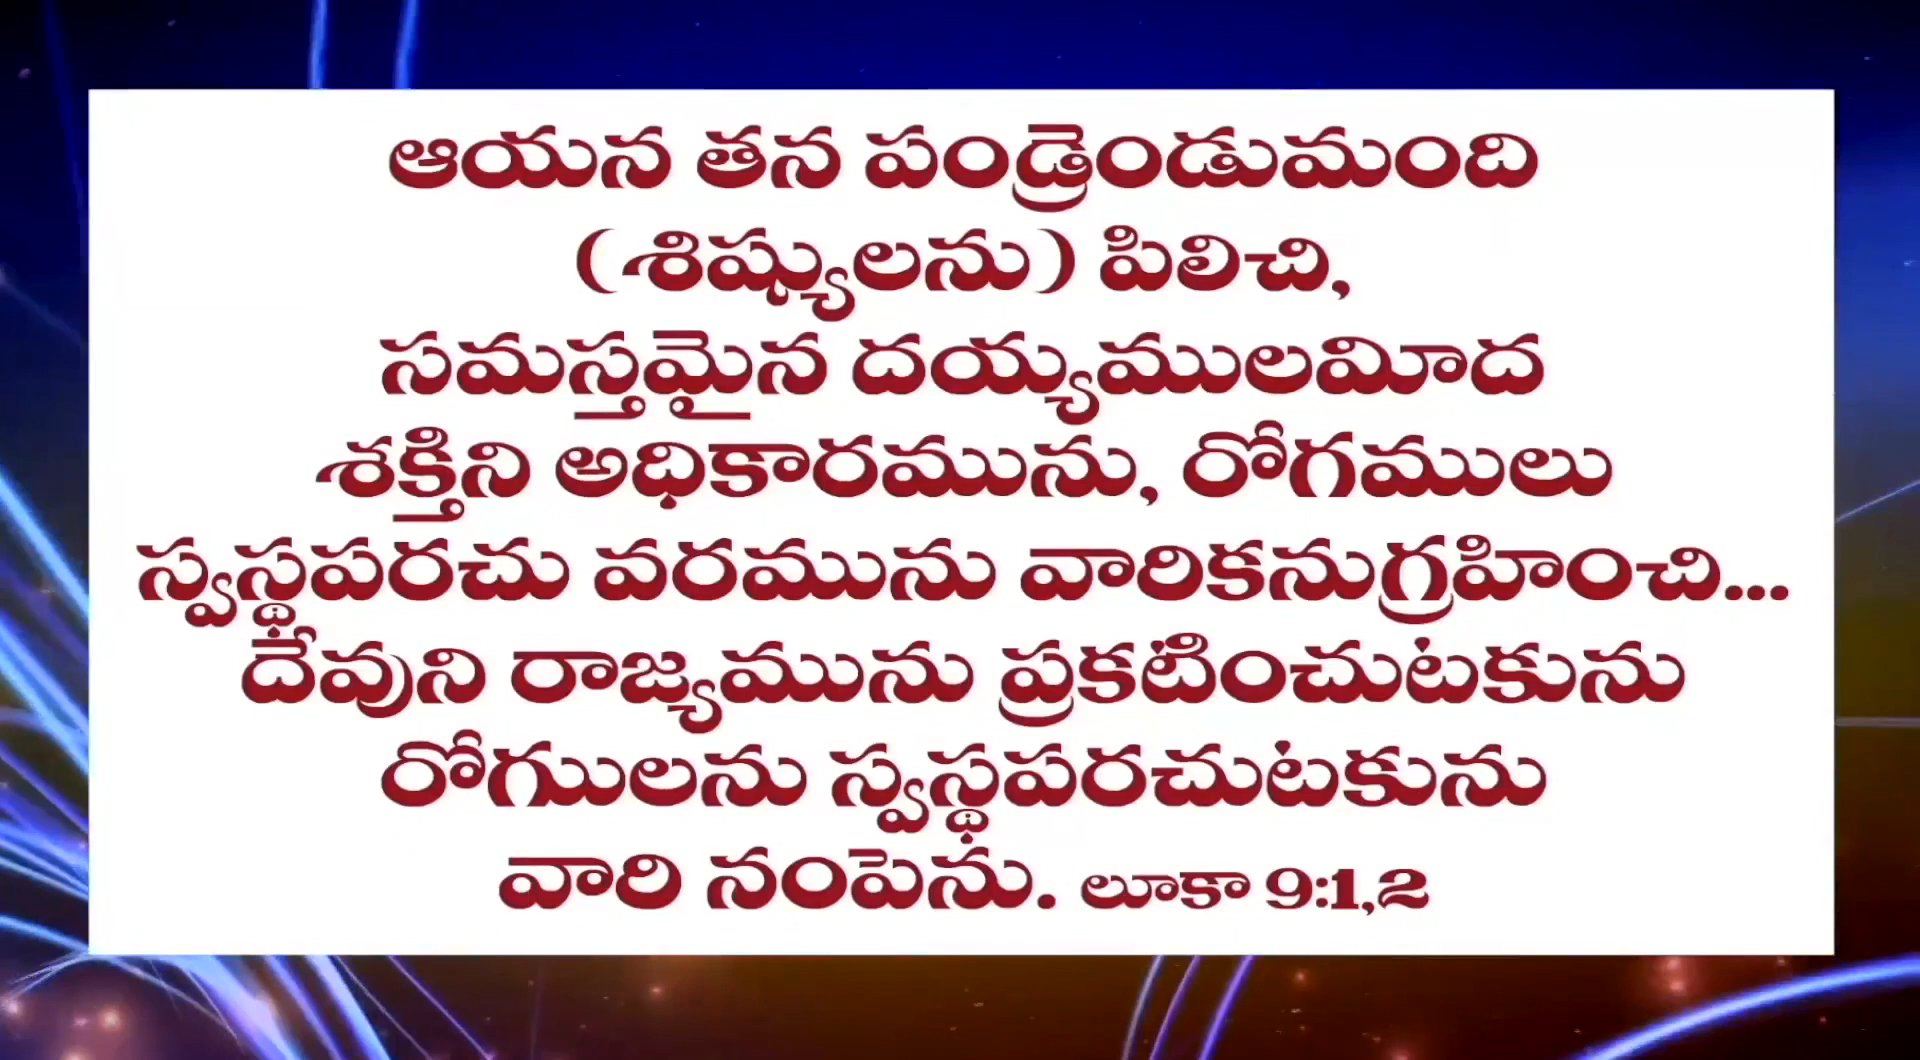 ఆయన తన పండ్రెండుమంది
(శిష్యులను) పిలిచి,
సమస్తమైన దయ్యములమీద
శక్తిని అధికారమును, రోగములు
స్వస్థపరచు వరమును వారికనుగ్రహించి...
దేవుని రాజ్యమును ప్రకటించుటకును
రోగులను స్వస్థపరచుటకును
వారి నంపెను. లూకా 9:1,2